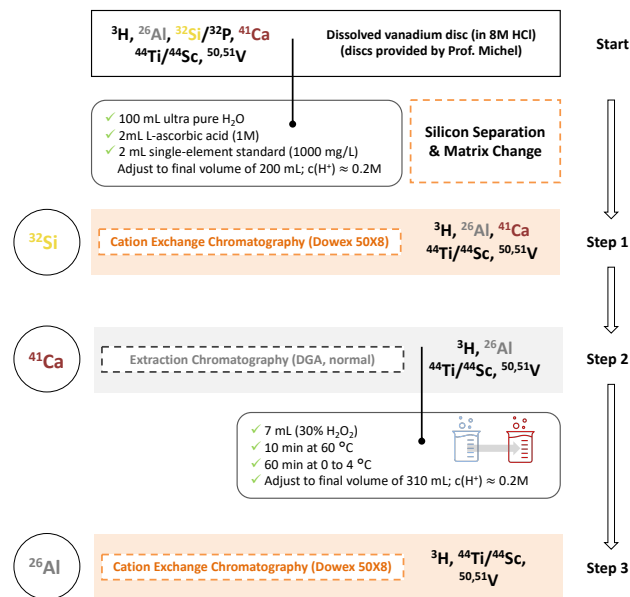 ³H, ²⁶Al, ³²Si/³²P, ⁴¹Ca
⁴⁴Ti/⁴⁴Sc, ⁵⁰,⁵¹V
Dissolved vanadium disc (in 8M HCl)
(discs provided by Prof. Michel)
Start
✓ 100 mL ultra pure H₂O
✓ 2mL L-ascorbic acid (1M)
✓ 2 mL single-element standard (1000 mg/L)
Adjust to final volume of 200 mL; c(H⁺) ≈ 0.2M
Silicon Separation
& Matrix Change
³²Si
Cation Exchange Chromatography (Dowex 50X8)
³H, ²⁶Al, ⁴¹Ca
⁴⁴Ti/⁴⁴Sc, ⁵⁰,⁵¹V
Step 1
⁴¹Ca
Extraction Chromatography (DGA, normal)
³H, ²⁶Al
⁴⁴Ti/⁴⁴Sc, ⁵⁰,⁵¹V
Step 2
✓ 7 mL (30% H₂O₂)
✓ 10 min at 60 °C
✓ 60 min at 0 to 4 °C
✓ Adjust to final volume of 310 mL; c(H⁺) ≈ 0.2M
²⁶Al
Cation Exchange Chromatography (Dowex 50X8)
³H, ⁴⁴Ti/⁴⁴Sc,
⁵⁰,⁵¹V
Step 3